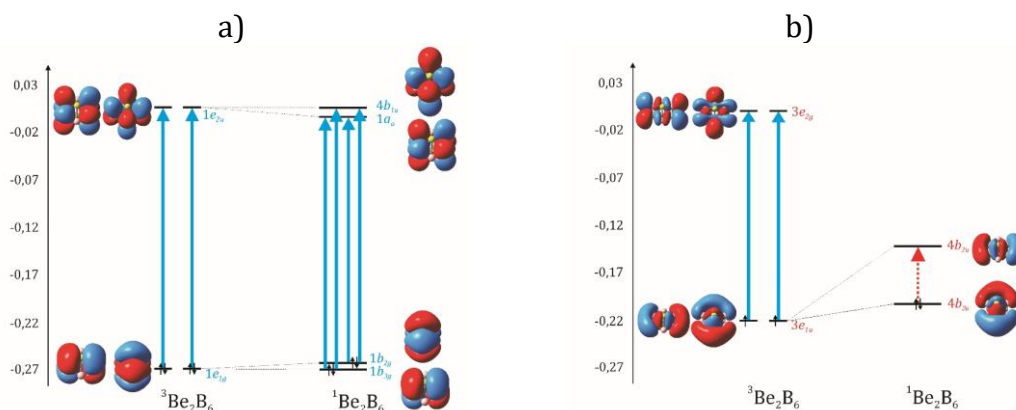 a)
b)
0,03
-0,02
-0,07
-0,12
-0,17
-0,22
-0,27
1e2u
1e1g
4b1u
1au
1b2g
1b3g
3Be2B6
1Be2B6
0,03
-0,02
-0,07
-0,12
-0,17
-0,22
-0,27
3e2g
3e1u
4b3u
4b2u
3Be2B6
1Be2B6